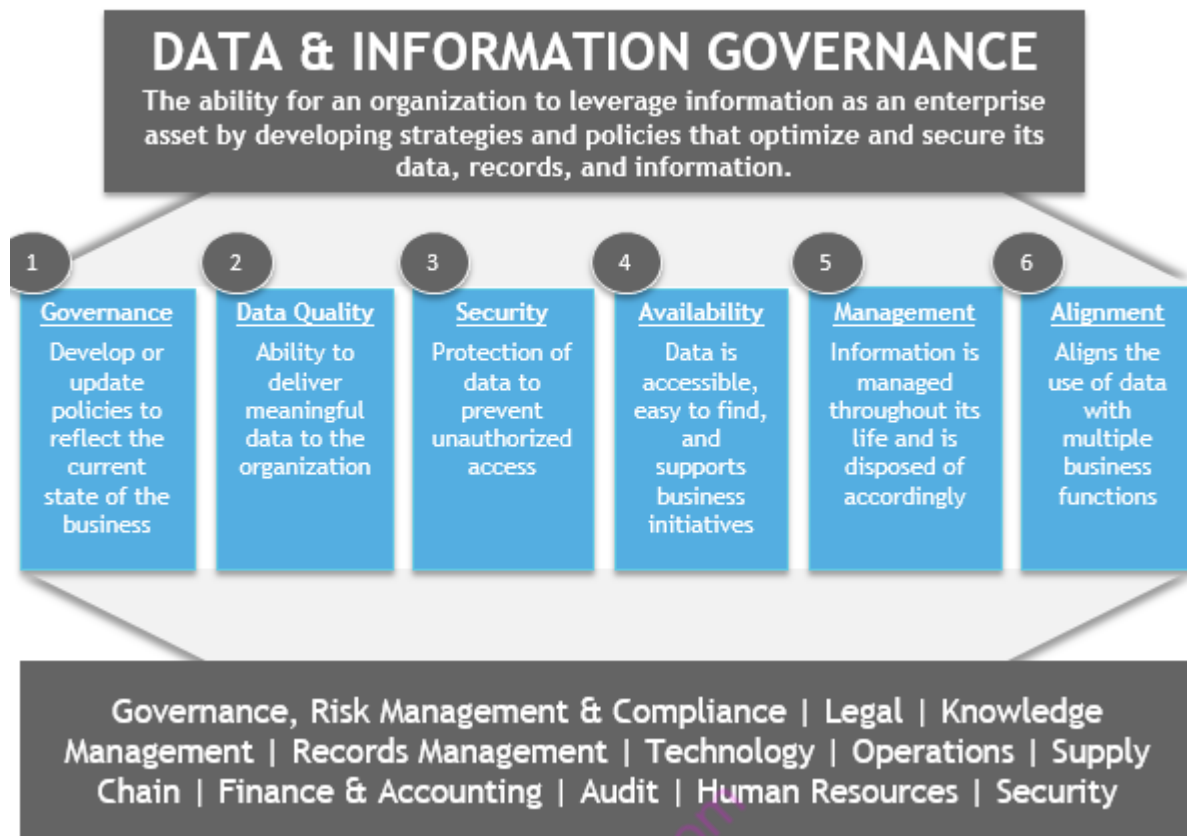 DATA & INFORMATION GOVERNANCE
The ability for an organization to leverage information as an enterprise
asset by developing strategies and policies that optimize and secure its
data, records, and information.
1
Governance
Develop or
update
policies to
reflect the
current
state of the
business
2
Data Quality
Ability to
deliver
meaningful
data to the
organization
3
Security
Protection of
data to
prevent
unauthorized
access
4
Availability
Data is
accessible,
easy to find,
and
supports
business
initiatives
5
Management
Information is
managed
throughout its
life and is
disposed of
accordingly
6
Alignment
Aligns the
use of data
with
multiple
business
functions
Governance, Risk Management & Compliance | Legal | Knowledge
Management | Records Management | Technology | Operations | Supply
Chain | Finance & Accounting | Audit | Human Resources | Security